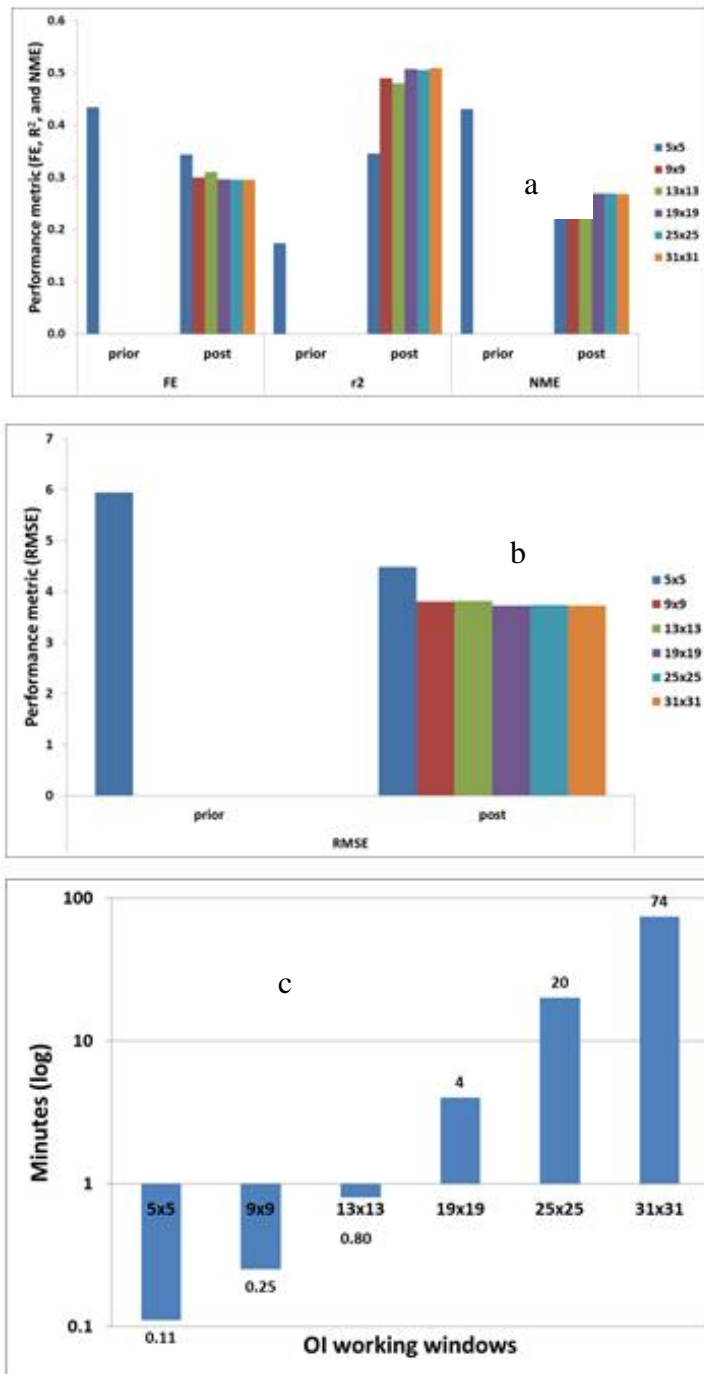 Performance metric (FE, R², and NME)
0.6
0.5
0.4
0.3
0.2
0.1
0.0
a
5x5
9x9
13x13
19x19
25x25
31x31
prior post prior post prior post
FE r2 NME
Performance metric (RMSE)
7
6
5
4
3
2
1
0
b
5x5
9x9
13x13
19x19
25x25
31x31
prior post
RMSE
Minutes (log)
100
10
1
0.1
c
74
20
4
5x5 9x9 13x13 19x19 25x25 31x31
0.80
0.25
0.11
OI working windows